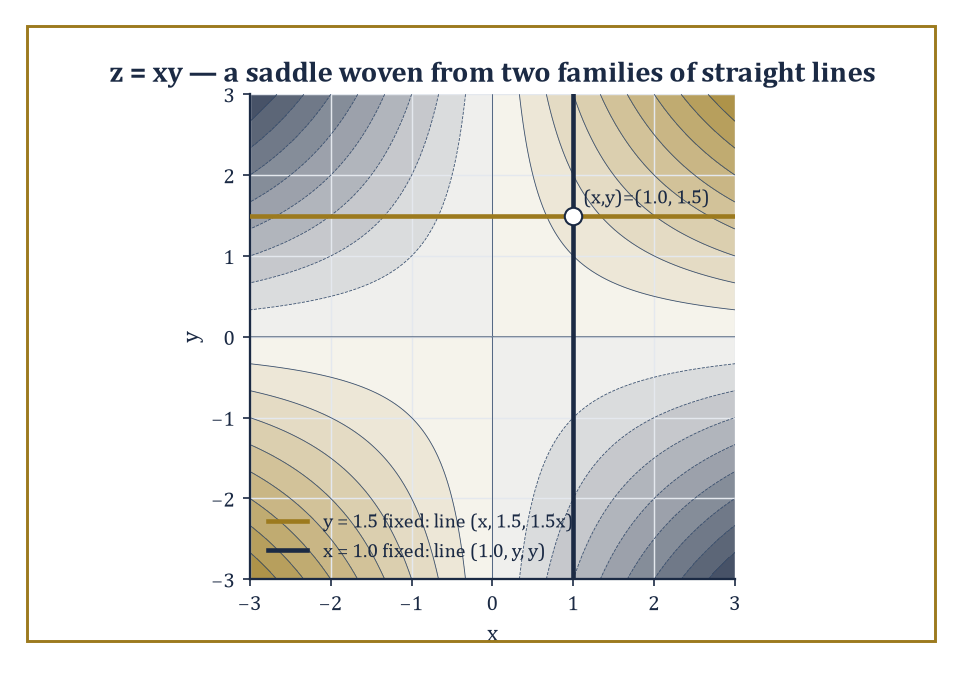 z = xy — a saddle woven from two families of straight lines
3
2
1
0
−1
−2
−3
y
(x,y)=(1.0, 1.5)
y = 1.5 fixed: line (x, 1.5, 1.5x)
x = 1.0 fixed: line (1.0, y, y)
−3
−2
−1
0
1
2
3
x